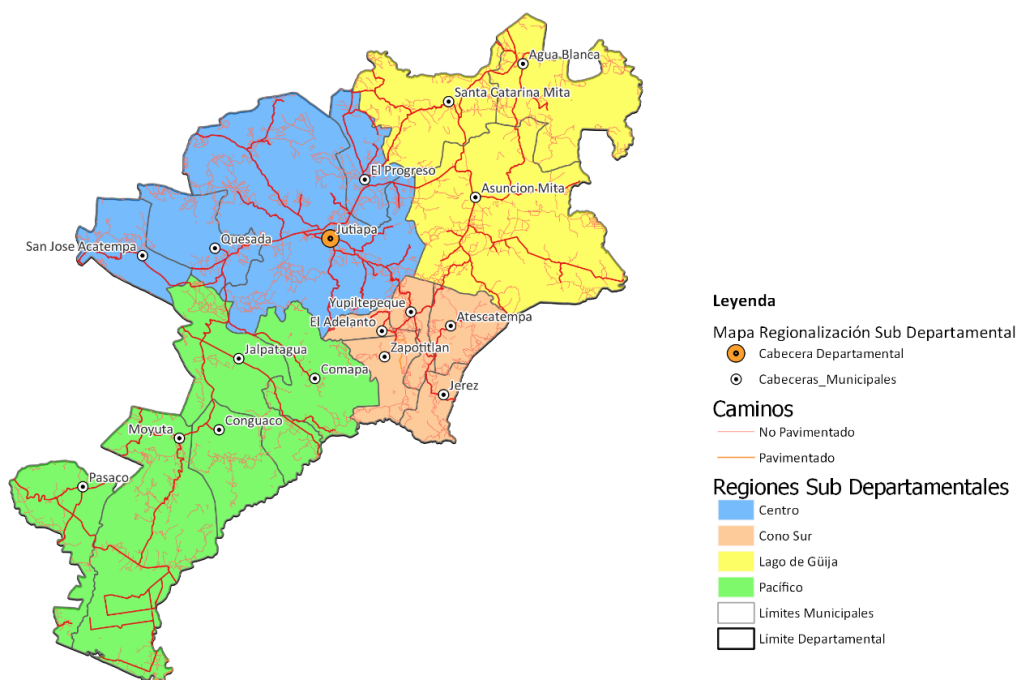 Agua Blanca
Santa Catarina Mita
El Progreso
Asuncion Mita
Jutiapa
Quesada
San Jose Acatempa
Yupiltepeque
Atescatempa
El Adelanto
Zapotitlan
Jalpatagua
Comapa
Jerez
Conguaco
Moyuta
Pasaco
Leyenda
Mapa Regionalización Sub Departamental
Cabecera Departamental
Cabeceras_Municipales
Caminos
No Pavimentado
Pavimentado
Regiones Sub Departamentales
Centro
Cono Sur
Lago de Güija
Pacífico
Límites Municipales
Límite Departamental